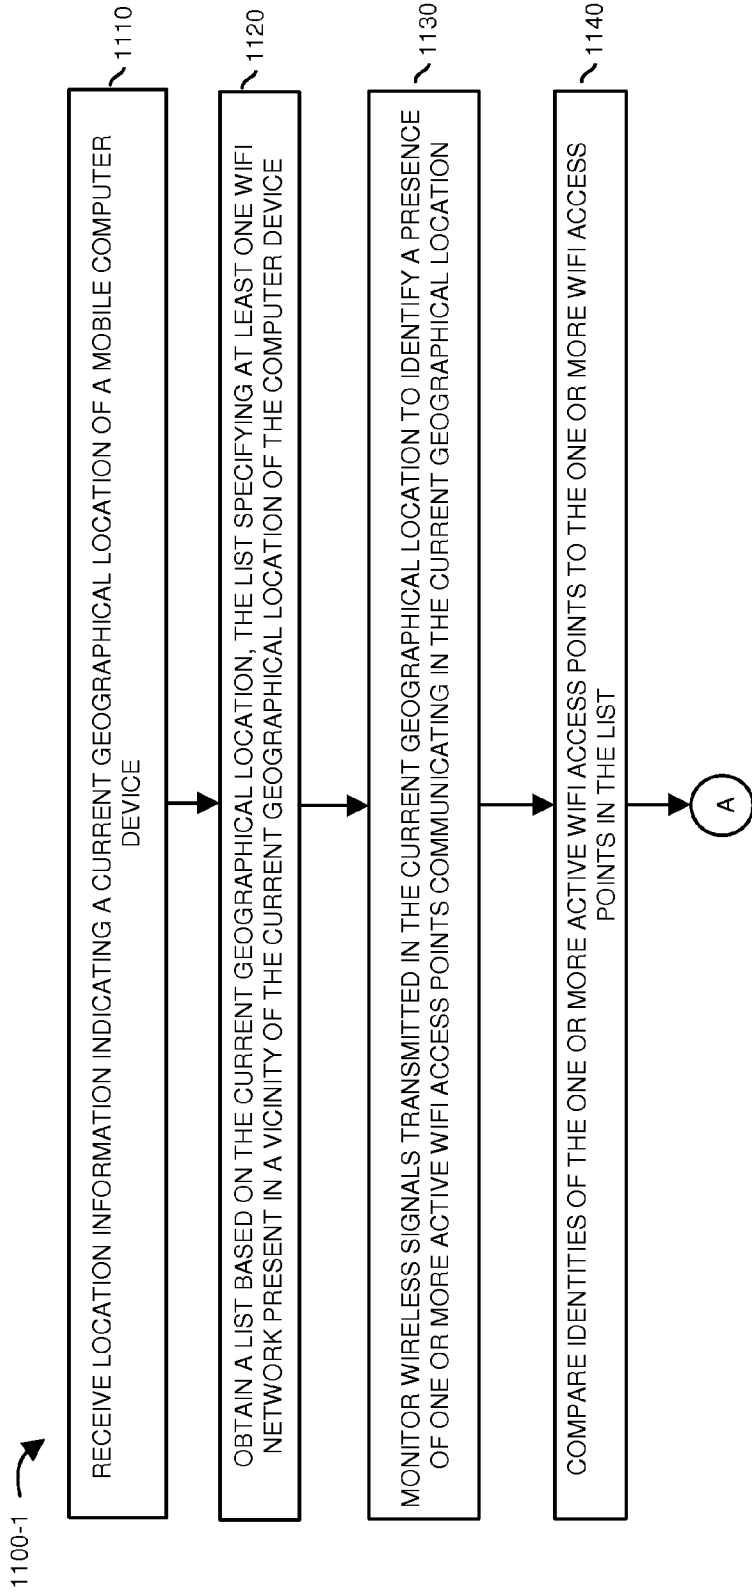 1100-1
RECEIVE LOCATION INFORMATION INDICATING A CURRENT GEOGRAPHICAL LOCATION OF A MOBILE COMPUTER
DEVICE
1110
OBTAIN A LIST BASED ON THE CURRENT GEOGRAPHICAL LOCATION, THE LIST SPECIFYING AT LEAST ONE WIFI
NETWORK PRESENT IN A VICINITY OF THE CURRENT GEOGRAPHICAL LOCATION OF THE COMPUTER DEVICE
1120
MONITOR WIRELESS SIGNALS TRANSMITTED IN THE CURRENT GEOGRAPHICAL LOCATION TO IDENTIFY A PRESENCE
OF ONE OR MORE ACTIVE WIFI ACCESS POINTS COMMUNICATING IN THE CURRENT GEOGRAPHICAL LOCATION
1130
COMPARE IDENTITIES OF THE ONE OR MORE ACTIVE WIFI ACCESS POINTS TO THE ONE OR MORE WIFI ACCESS
POINTS IN THE LIST
1140
A